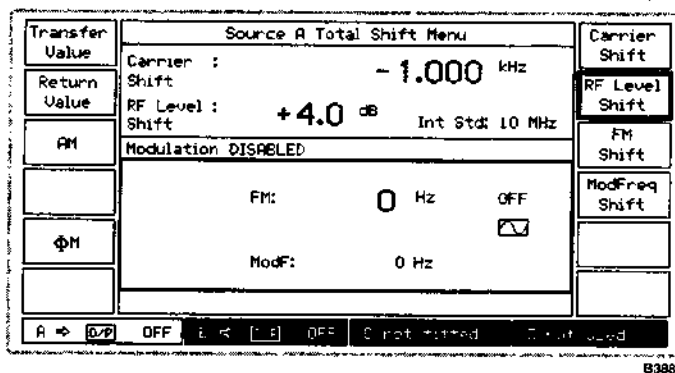 Source A Total Shift Menu
Transfer
Value
Return
Value
AM
ΦM
Carrier :
Shift
- 1.000 kHz
RF Level :
Shift
+4.0 dB
Int Std: 10 MHz
Modulation DISABLED
FM:
0 Hz
OFF
ModF:
0 Hz
Carrier
Shift
RF Level
Shift
FM
Shift
ModFreq
Shift
A ⇨ O/P OFF
OFF
C not fitted
B388